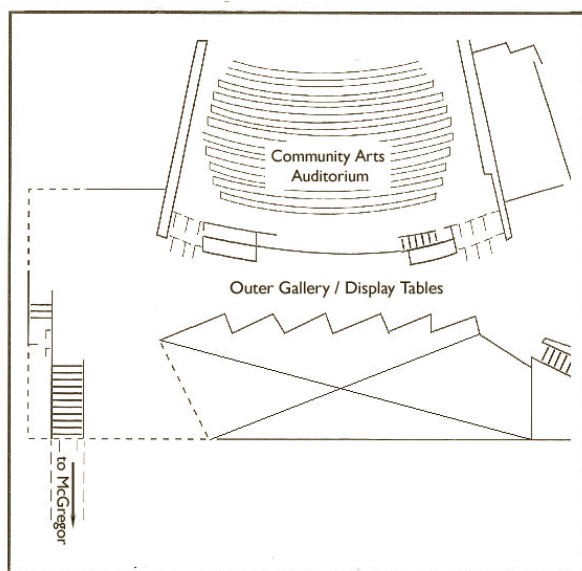 Community Arts
Auditorium
Outer Gallery / Display Tables
to McGregor